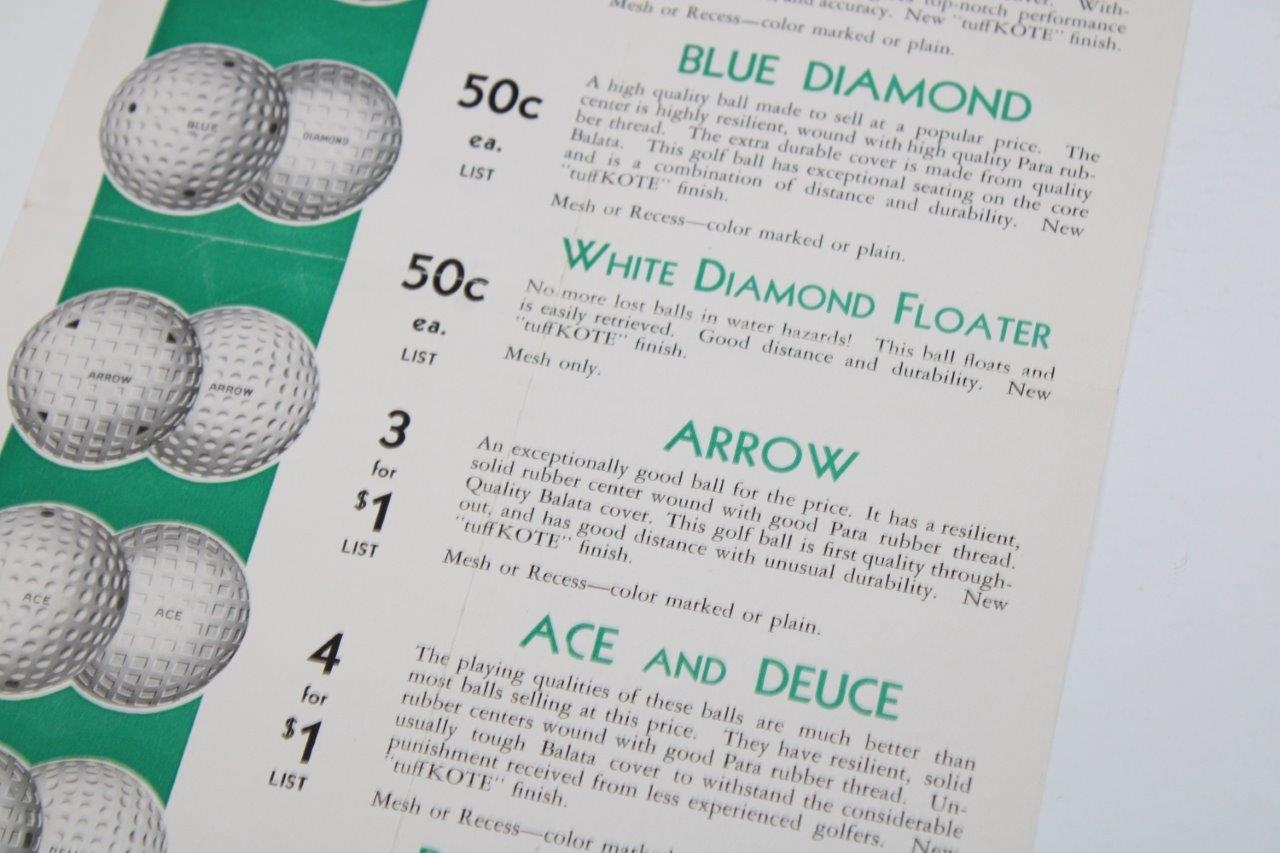 With-
top-notch performance
and accuracy. New "tuffKOTE" finish.
Mesh or Recess—color marked or plain.
BLUE
DIAMOND
50c
ea.
LIST
BLUE DIAMOND
A high quality ball made to sell at a popular price. The
center is highly resilient, wound with high quality Para rub-
ber thread. The extra durable cover is made from quality
Balata. This golf ball has exceptional seating on the core
and is a combination of distance and durability. New
"tuffKOTE" finish.
Mesh or Recess—color marked or plain.
50c
ea.
LIST
WHITE DIAMOND FLOATER
No more lost balls in water hazards! This ball floats and
is easily retrieved. Good distance and durability. New
"tuffKOTE" finish.
Mesh only.
ARROW
ARROW
3
for
$1
LIST
ARROW
An exceptionally good ball for the price. It has a resilient,
solid rubber center wound with good Para rubber thread.
Quality Balata cover. This golf ball is first quality through-
out, and has good distance with unusual durability. New
"tuffKOTE" finish.
Mesh or Recess—color marked or plain.
ACE
ACE
4
for
$1
LIST
ACE AND DEUCE
The playing qualities of these balls are much better than
most balls selling at this price. They have resilient, solid
rubber centers wound with good Para rubber thread. Un-
usually tough Balata cover to withstand the considerable
punishment received from less experienced golfers. New
"tuffKOTE" finish.
Mesh or Recess—color